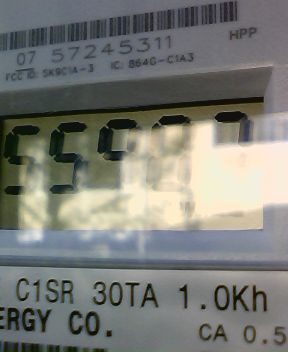 07 57245311
HPP
FCC ID: SK9C1A-3 IC: 864G-C1A3
C1SR 30TA 1.0Kh
ERGY CO.
CA 0.5